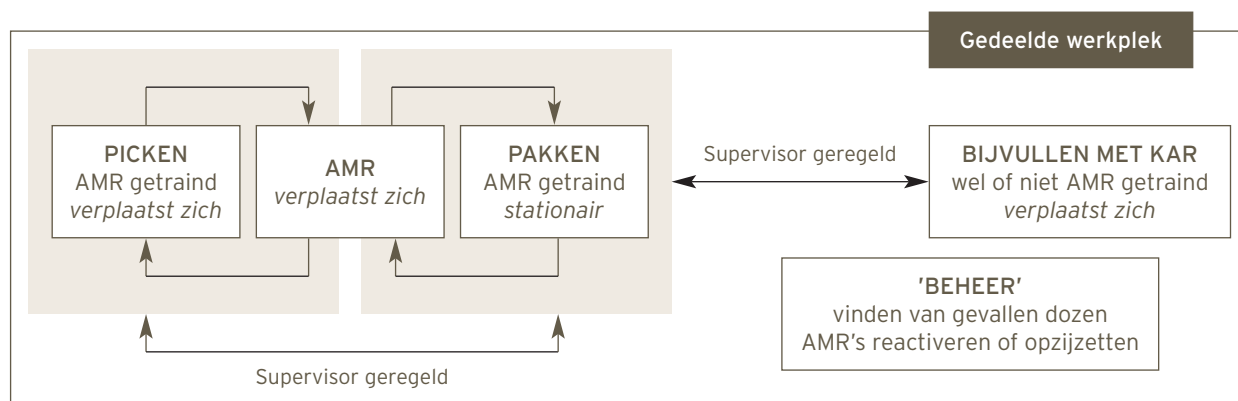 Gedeelde werkplek
PICKEN
AMR getraind
verplaatst zich
AMR
verplaatst zich
PAKKEN
AMR getraind
stationair
Supervisor geregeld
BIJVULLEN MET KAR
wel of niet AMR getraind
verplaatst zich
'BEHEER'
vinden van gevallen dozen
AMR's reactiveren of opzijzetten
Supervisor geregeld